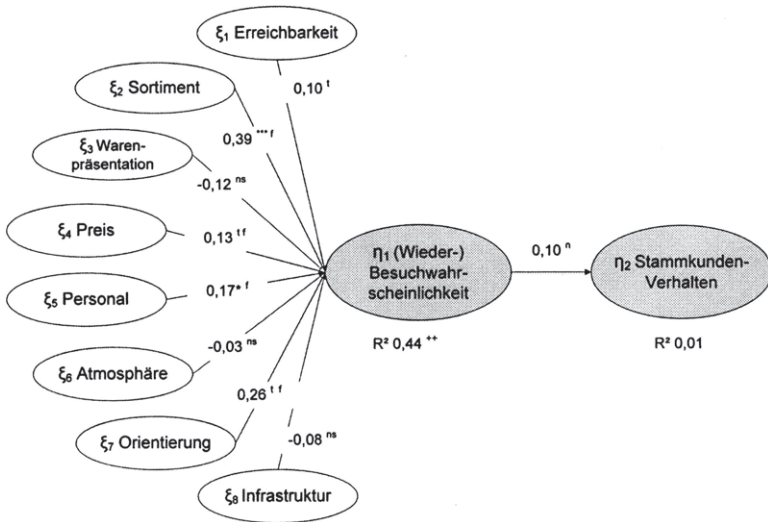 ξ₁ Erreichbarkeit
ξ₂ Sortiment
0,10 ᵗ
0,39 *** ᶠ
ξ₃ Waren-
präsentation
-0,12 ⁿˢ
ξ₄ Preis
0,13 ᵗ ᶠ
ξ₅ Personal
0,17* ᶠ
ξ₆ Atmosphäre
-0,03 ⁿˢ
0,26 ᵗ ᶠ
ξ₇ Orientierung
-0,08 ⁿˢ
ξ₈ Infrastruktur
η₁ (Wieder-)
Besuchwahr-
scheinlichkeit
R² 0,44 ⁺⁺
0,10 ⁿ
η₂ Stammkunden-
Verhalten
R² 0,01